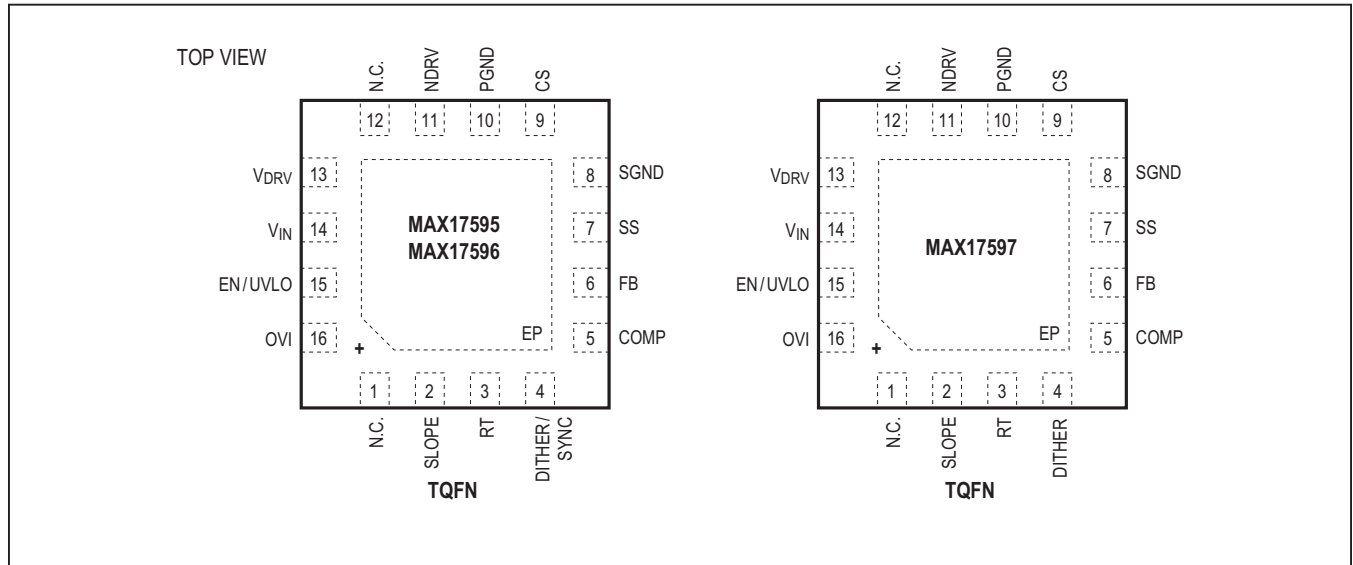 TOP VIEW
N.C. NDRV PGND CS
12 11 10 9
VDRV 13
VIN 14
EN/UVLO 15
OVI 16
MAX17595
MAX17596
EP
+
8 SGND
7 SS
6 FB
5 COMP
1 2 3 4
N.C. SLOPE RT DITHER/
SYNC
TQFN
N.C. NDRV PGND CS
12 11 10 9
VDRV 13
VIN 14
EN/UVLO 15
OVI 16
MAX17597
EP
+
8 SGND
7 SS
6 FB
5 COMP
1 2 3 4
N.C. SLOPE RT DITHER
TQFN